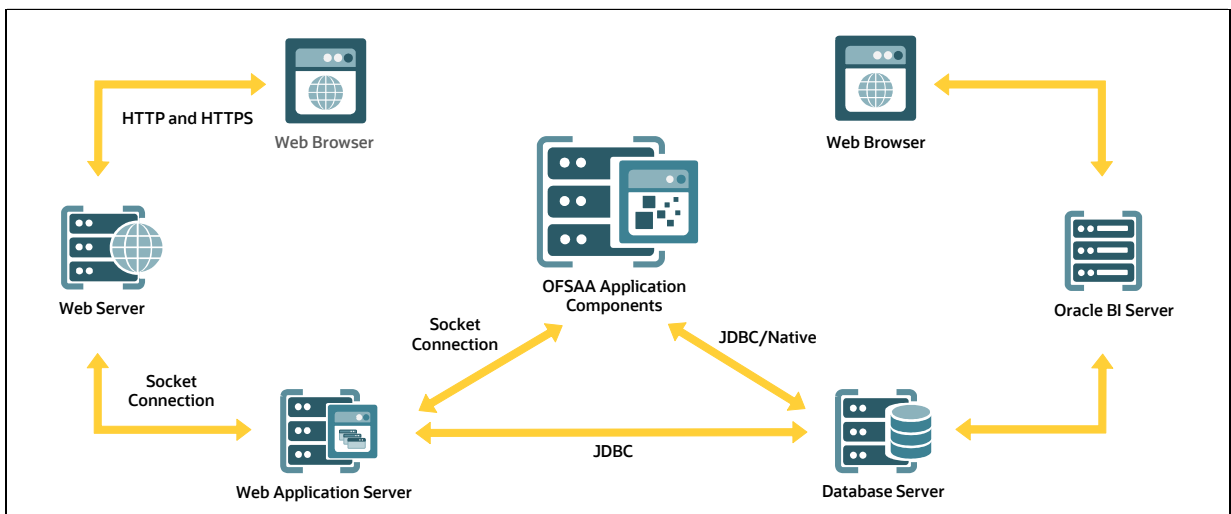 HTTP and HTTPS
Web Browser
Web Browser
OFSAA Application
Components
Web Server
Oracle BI Server
Socket
Connection
JDBC/Native
Socket
Connection
JDBC
Web Application Server
Database Server